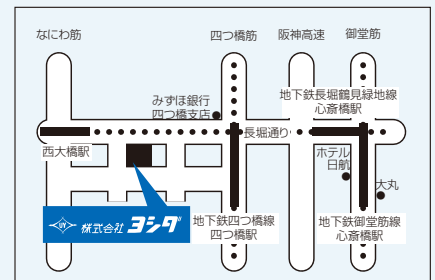 なにわ筋
四つ橋筋
阪神高速
御堂筋
みずほ銀行
四つ橋支店
地下鉄長堀鶴見緑地線
心斎橋駅
長堀通り
西大橋駅
ホテル
日航
大丸
UY 株式会社 ヨシダ
地下鉄四つ橋線
四つ橋駅
地下鉄御堂筋線
心斎橋駅